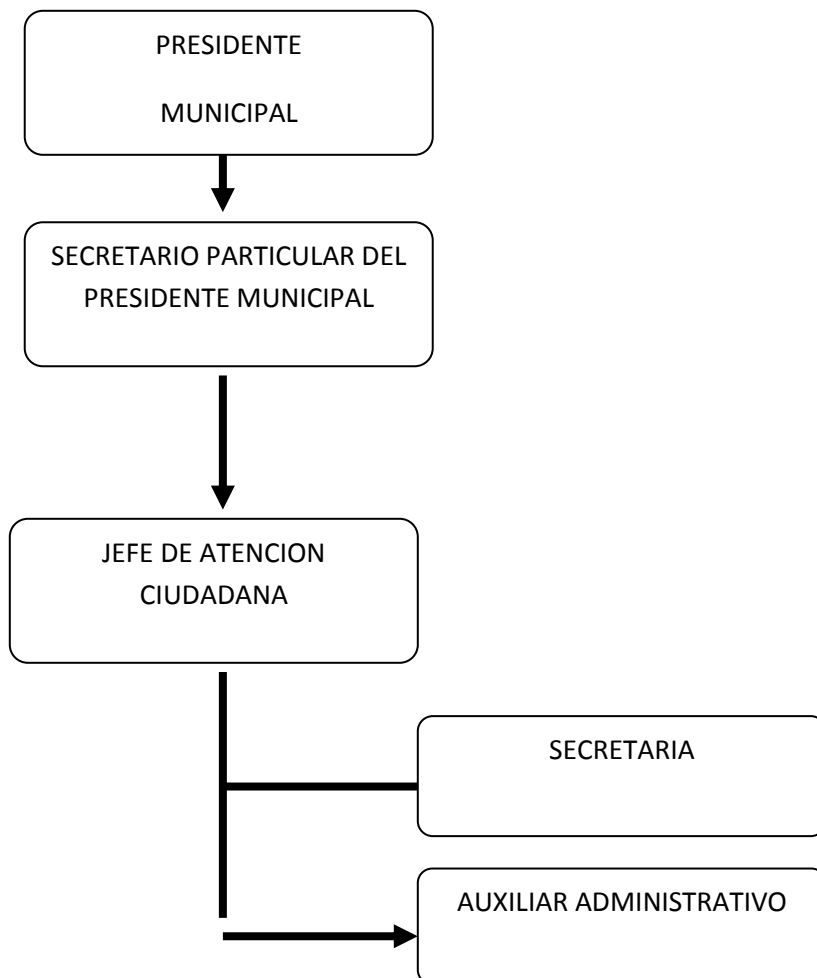 PRESIDENTE
MUNICIPAL
SECRETARIO PARTICULAR DEL
PRESIDENTE MUNICIPAL
JEFE DE ATENCION
CIUDADANA
SECRETARIA
AUXILIAR ADMINISTRATIVO